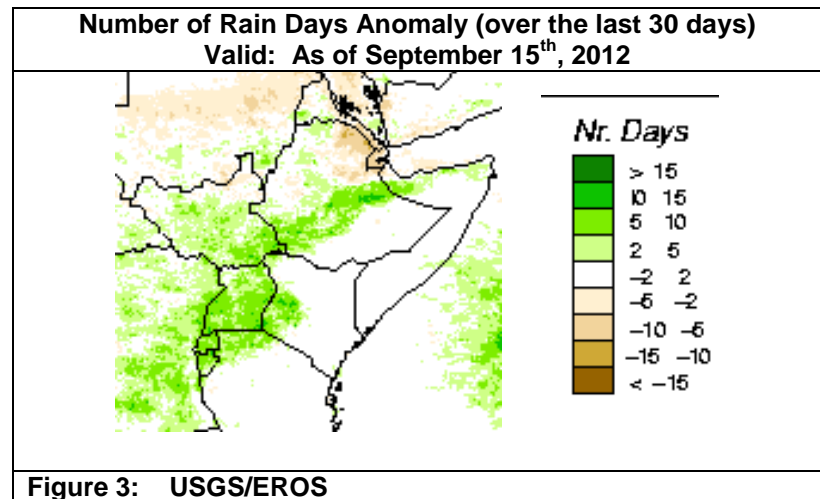 Number of Rain Days Anomaly (over the last 30 days)
Valid: As of September 15th, 2012
Nr. Days
> 15
10 15
5 10
2 5
-2 2
-5 -2
-10 -5
-15 -10
< -15
Figure 3: USGS/EROS